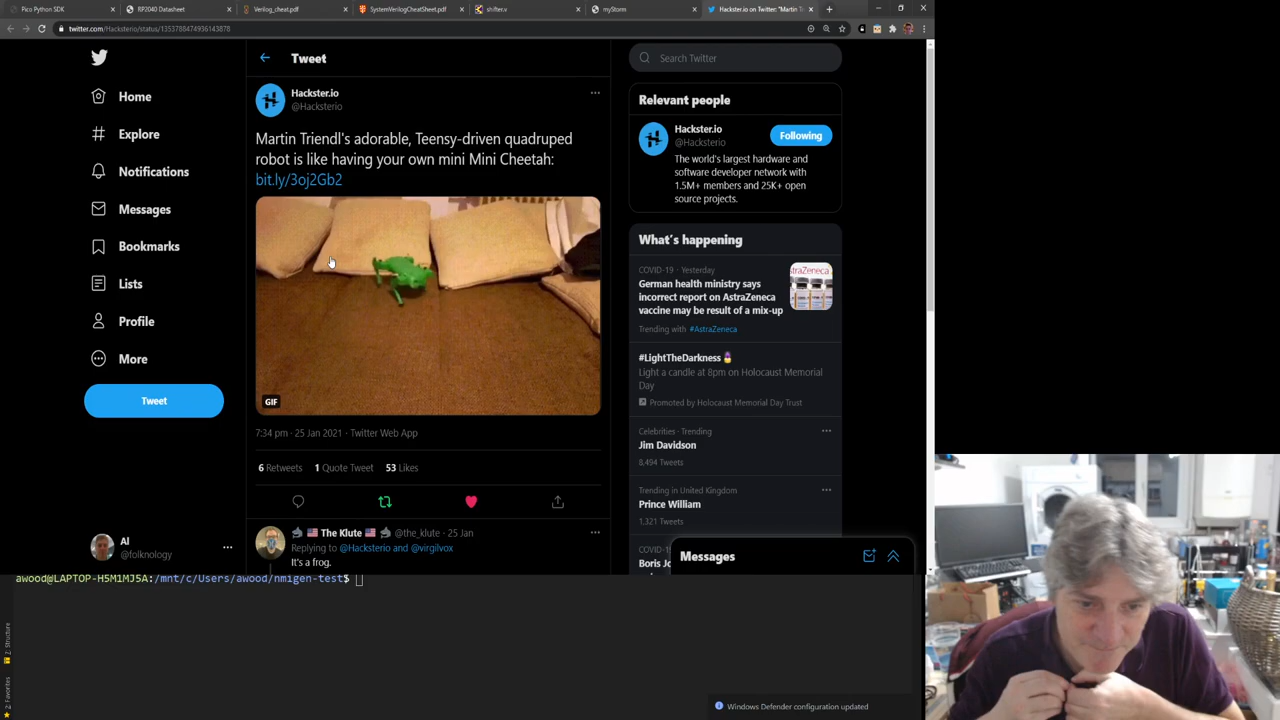 Pico Python SDK
RP2040 Datasheet
Verilog_cheat.pdf
SystemVerilogCheatSheet.pdf
shifter.v
myStorm
Hackster.io on Twitter: "Martin T
twitter.com/Hacksterio/status/1353788474936143878
Home
Explore
Notifications
Messages
Bookmarks
Lists
Profile
More
Tweet
Al
@folknology
Tweet
Hackster.io
@Hacksterio
Martin Triendl's adorable, Teensy-driven quadruped
robot is like having your own mini Mini Cheetah:
bit.ly/3oj2Gb2
GIF
7:34 pm · 25 Jan 2021 · Twitter Web App
6 Retweets 1 Quote Tweet 53 Likes
The Klute @the_klute · 25 Jan
Replying to @Hacksterio and @virgilvox
It's a frog.
Search Twitter
Relevant people
Hackster.io
@Hacksterio
Following
The world's largest hardware and
software developer network with
1.5M+ members and 25K+ open
source projects.
What's happening
COVID-19 · Yesterday
German health ministry says
incorrect report on AstraZeneca
vaccine may be result of a mix-up
Trending with #AstraZeneca
traZeneca
#LightTheDarkness
Light a candle at 8pm on Holocaust Memorial
Day
Promoted by Holocaust Memorial Day Trust
Celebrities · Trending
Jim Davidson
8,494 Tweets
Trending in United Kingdom
Prince William
1,321 Tweets
COVID-1
Boris Jo
Messages
awood@LAPTOP-H5M1MJ5A:/mnt/c/Users/awood/nmigen-test$
Z: Structure
2: Favorites
Windows Defender configuration updated